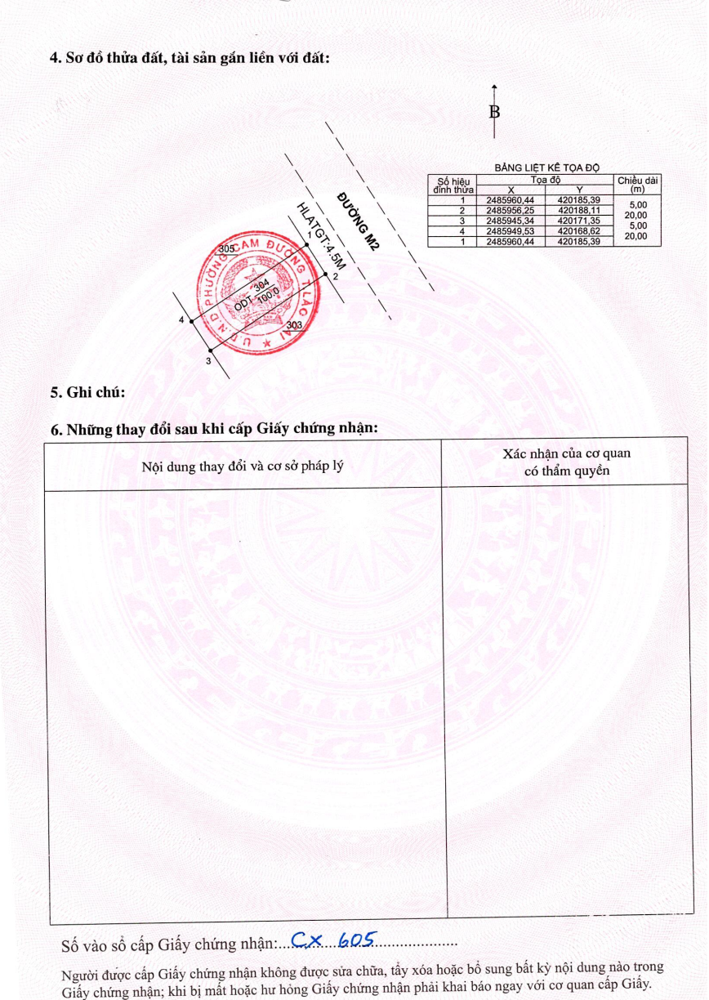 4. Sơ đồ thửa đất, tài sản gắn liền với đất:
B
BẢNG LIỆT KÊ TỌA ĐỘ
Số hiệu đỉnh thửa Tọa độ Chiều dài (m)
X Y
1 2485960,44 420185,39
5,00
2 2485956,25 420188,11
20,00
3 2485945,34 420171,35
5,00
4 2485949,53 420168,62
20,00
1 2485960,44 420185,39
ĐƯỜNG M2
HLATGT:4.5M
305
1
2
ODT 304
100.0
303
4
3
U.B.N.D PHƯỜNG CAM ĐƯỜNG T.LÀO CAI
5. Ghi chú:
6. Những thay đổi sau khi cấp Giấy chứng nhận:
Nội dung thay đổi và cơ sở pháp lý
Xác nhận của cơ quan
có thẩm quyền
Số vào sổ cấp Giấy chứng nhận:....CX 605....
Người được cấp Giấy chứng nhận không được sửa chữa, tẩy xóa hoặc bổ sung bất kỳ nội dung nào trong
Giấy chứng nhận; khi bị mất hoặc hư hỏng Giấy chứng nhận phải khai báo ngay với cơ quan cấp Giấy.